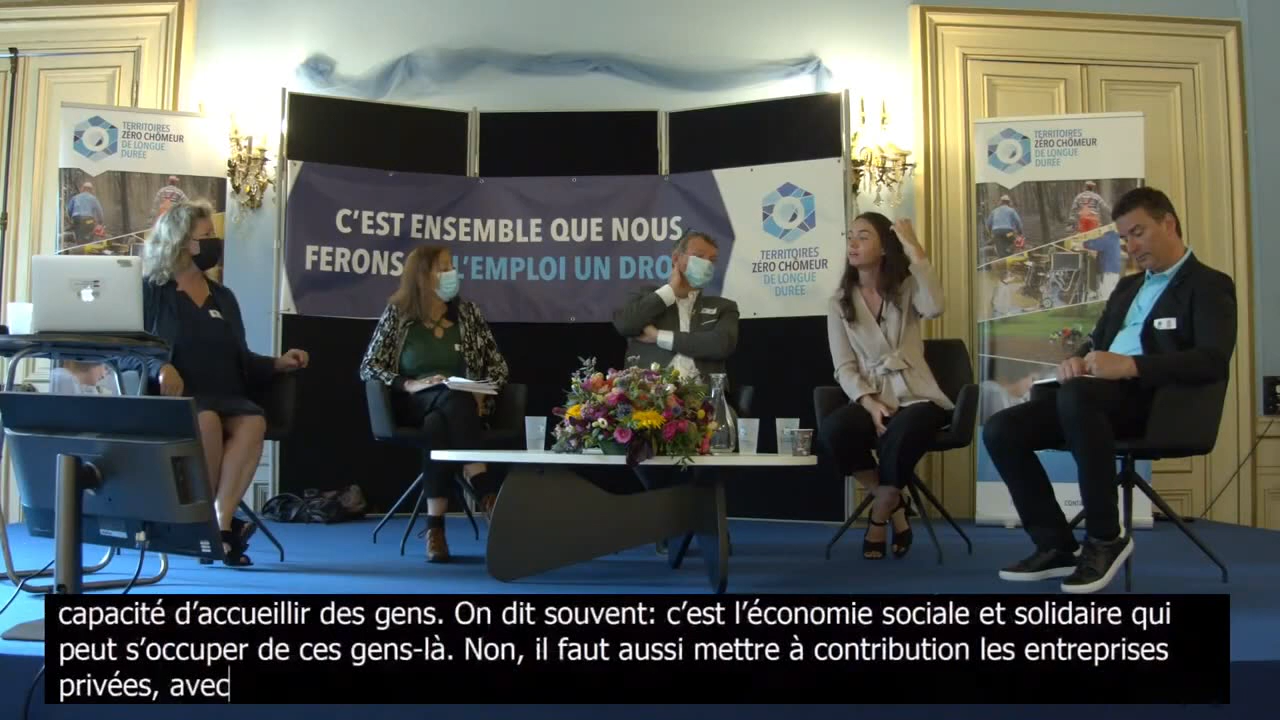 TERRITOIRES
ZÉRO CHÔMEUR
DE LONGUE
DURÉE
C'EST ENSEMBLE QUE NOUS
FERONS L'EMPLOI UN DRO
TERRITOIRES
ZÉRO CHÔMEUR
DE LONGUE
DURÉE
TERRITOIRES
ZÉRO CHÔMEUR
DE LONGUE
DURÉE
capacité d’accueillir des gens. On dit souvent: c’est l’économie sociale et solidaire qui
peut s’occuper de ces gens-là. Non, il faut aussi mettre à contribution les entreprises
privées, avec